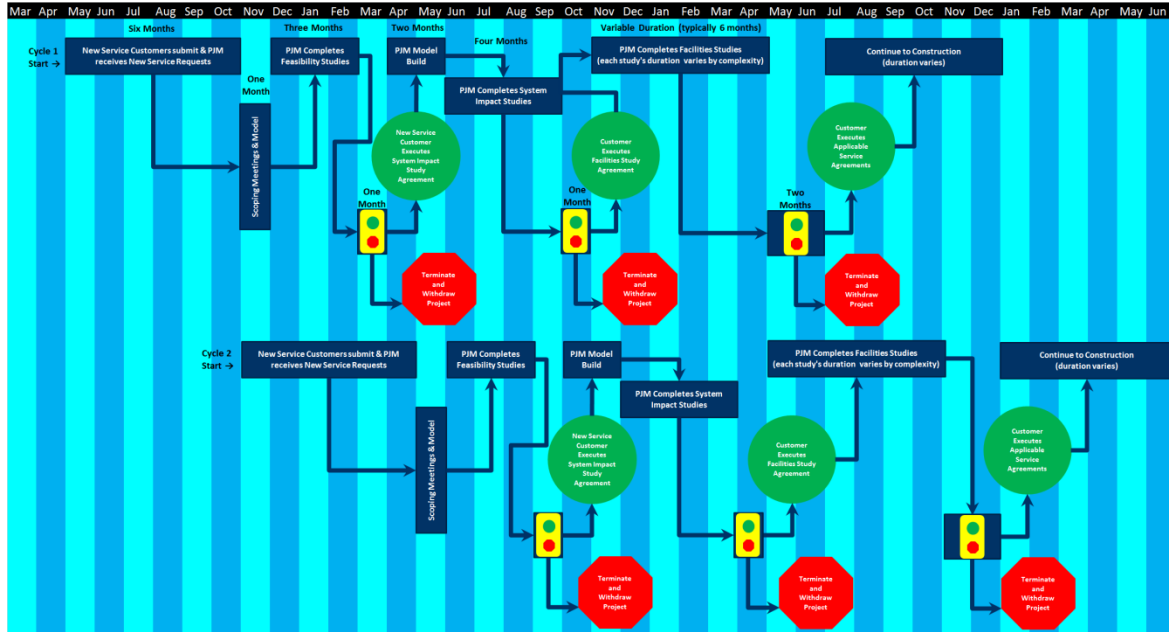 Mar Apr May Jun Jul Aug Sep Oct Nov Dec Jan Feb Mar Apr May Jun Jul Aug Sep Oct Nov Dec Jan Feb Mar Apr May Jun Jul Aug Sep Oct Nov Dec Jan Feb Mar Apr May Jun
Six Months
Three Months
Two Months
Four Months
Variable Duration (typically 6 months)
Cycle 1
Start →
New Service Customers submit & PJM
receives New Service Requests
One
Month
Scoping Meetings & Model
PJM Completes
Feasibility Studies
One
Month
New Service
Customer
Executes
System Impact
Study
Agreement
Terminate
and
Withdraw
Project
PJM Model
Build
PJM Completes System
Impact Studies
One
Month
Customer
Executes
Facilities Study
Agreement
Terminate
and
Withdraw
Project
PJM Completes Facilities Studies
(each study's duration varies by complexity)
Two
Months
Customer
Executes
Applicable
Service
Agreements
Terminate
and
Withdraw
Project
Continue to Construction
(duration varies)
Cycle 2
Start →
New Service Customers submit & PJM
receives New Service Requests
Scoping Meetings & Model
PJM Completes
Feasibility Studies
New Service
Customer
Executes
System Impact
Study
Agreement
Terminate
and
Withdraw
Project
PJM Model
Build
PJM Completes System
Impact Studies
Customer
Executes
Facilities Study
Agreement
Terminate
and
Withdraw
Project
PJM Completes Facilities Studies
(each study's duration varies by complexity)
Customer
Executes
Applicable
Service
Agreements
Terminate
and
Withdraw
Project
Continue to Construction
(duration varies)